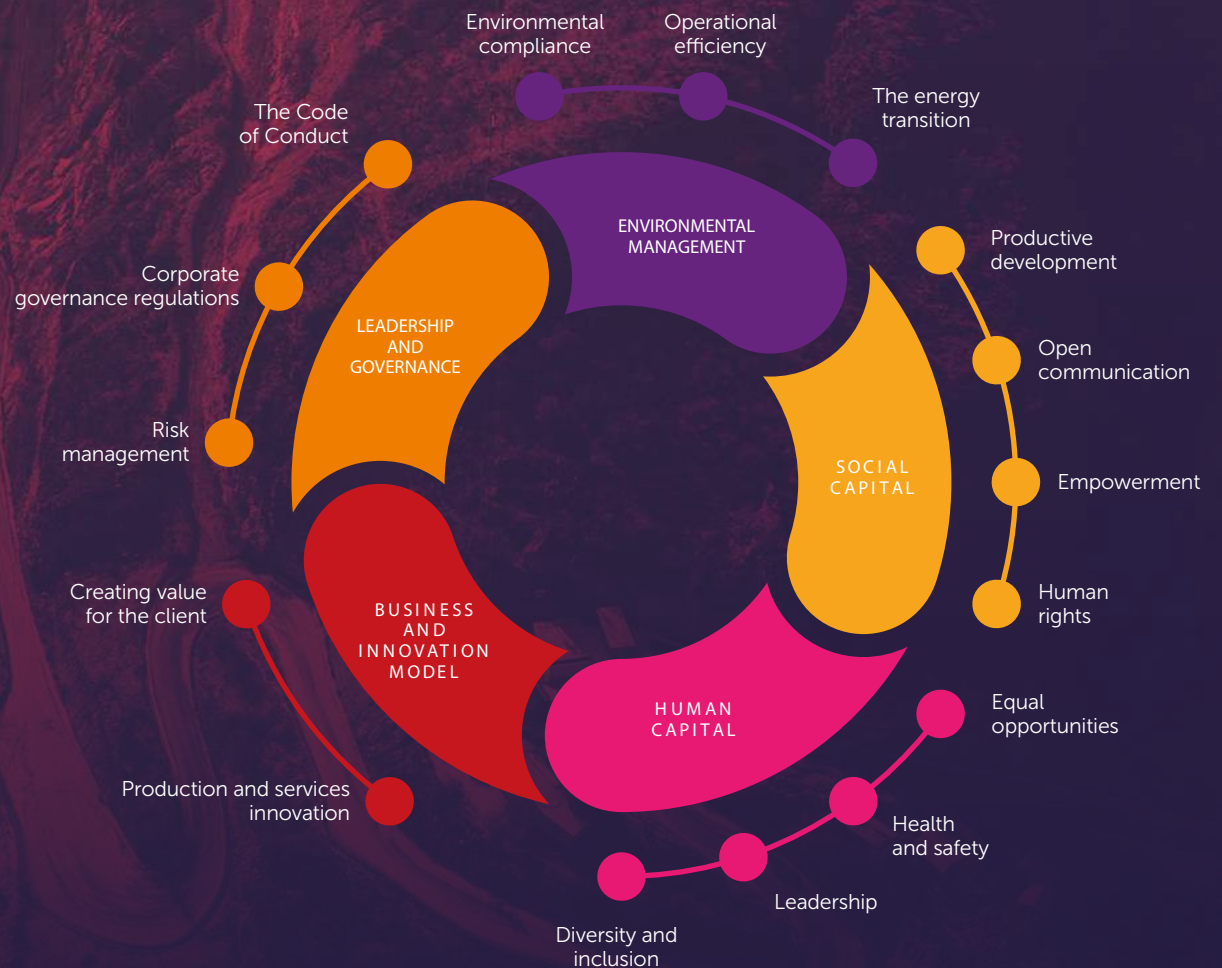 Environmental
compliance
Operational
efficiency
The energy
transition
The Code
of Conduct
Corporate
governance regulations
Risk
management
ENVIRONMENTAL
MANAGEMENT
LEADERSHIP
AND
GOVERNANCE
Productive
development
Open
communication
Empowerment
Human
rights
SOCIAL
CAPITAL
Creating value
for the client
Production and services
innovation
BUSINESS
AND
INNOVATION
MODEL
HUMAN
CAPITAL
Equal
opportunities
Health
and safety
Leadership
Diversity and
inclusion